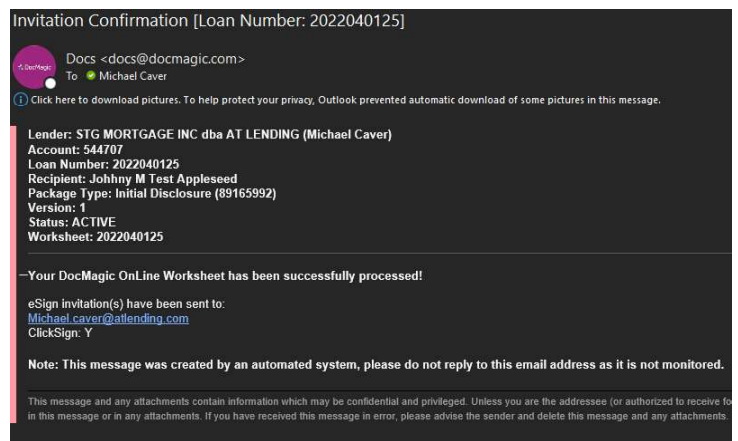 Invitation Confirmation [Loan Number: 2022040125]
DocMagic
Docs <docs@docmagic.com>
To Michael Caver
Click here to download pictures. To help protect your privacy, Outlook prevented automatic download of some pictures in this message.
Lender: STG MORTGAGE INC dba AT LENDING (Michael Caver)
Account: 544707
Loan Number: 2022040125
Recipient: Johhny M Test Appleseed
Package Type: Initial Disclosure (89165992)
Version: 1
Status: ACTIVE
Worksheet: 2022040125
Your DocMagic OnLine Worksheet has been successfully processed!
eSign invitation(s) have been sent to:
Michael.caver@atlending.com
ClickSign: Y
Note: This message was created by an automated system, please do not reply to this email address as it is not monitored.
This message and any attachments contain information which may be confidential and privileged. Unless you are the addressee (or authorized to receive fo
in this message or in any attachments. If you have received this message in error, please advise the sender and delete this message and any attachments.